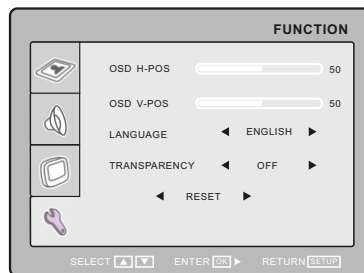 FUNCTION
OSD H-POS 50
OSD V-POS 50
LANGUAGE ◀ ENGLISH ▶
TRANSPARENCY ◀ OFF ▶
◀ RESET ▶
SELECT ▲ ▼ ENTER OK ▶ RETURN SETUP